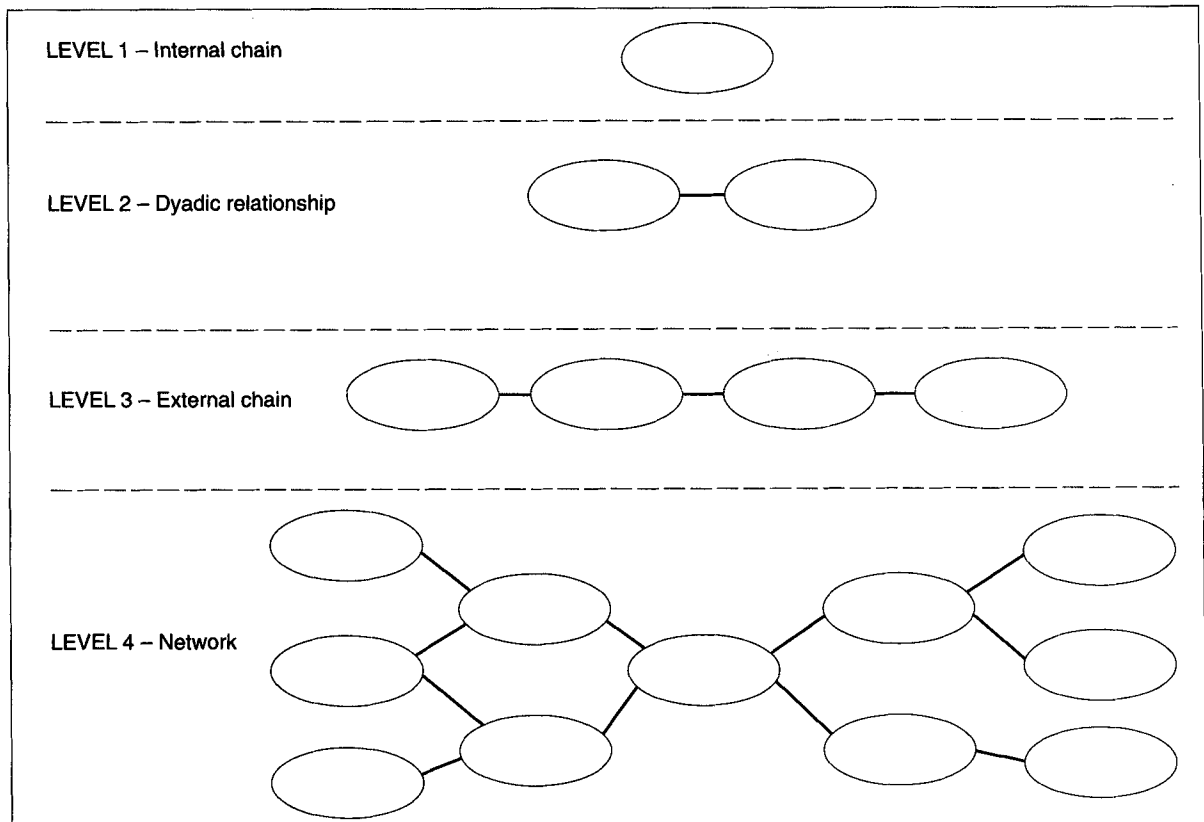 LEVEL 1 – Internal chain
LEVEL 2 – Dyadic relationship
LEVEL 3 – External chain
LEVEL 4 – Network